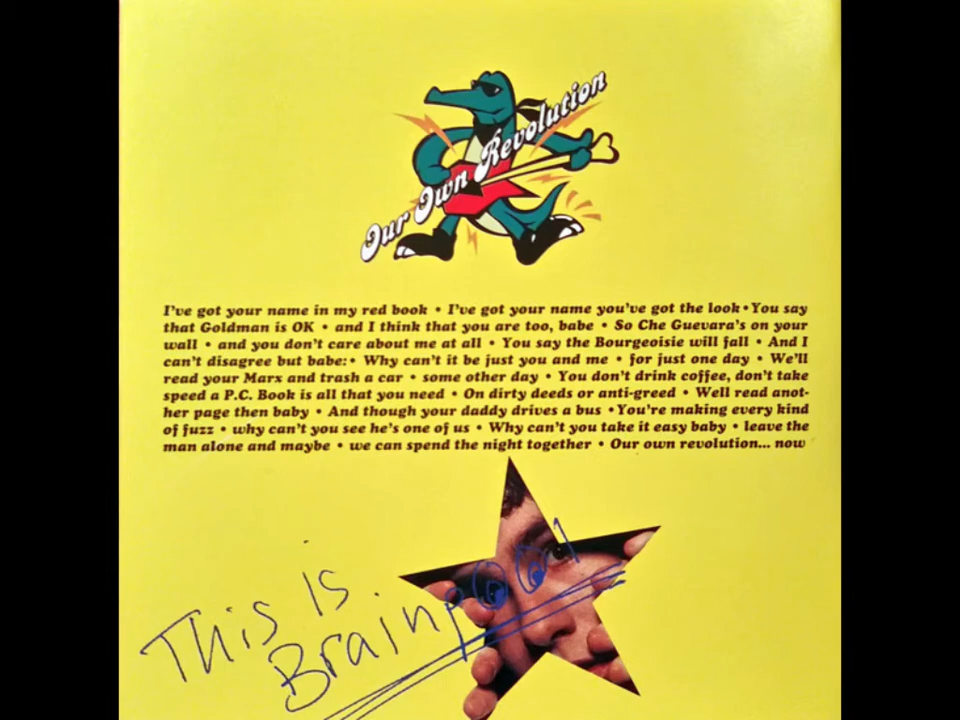 Our Own Revolution
I've got your name in my red book • I've got your name you've got the look • You say
that Goldman is OK • and I think that you are too, babe • So Che Guevara's on your
wall • and you don't care about me at all • You say the Bourgeoisie will fall • And I
can't disagree but babe: • Why can't it be just you and me • for just one day • We'll
read your Marx and trash a car • some other day • You don't drink coffee, don't take
speed a P.C. Book is all that you need • On dirty deeds or anti-greed • Well read anot-
her page then baby • And though your daddy drives a bus • You're making every kind
of fuzz • why can't you see he's one of us • Why can't you take it easy baby • leave the
man alone and maybe • we can spend the night together • Our own revolution... now
This is
Brainpool